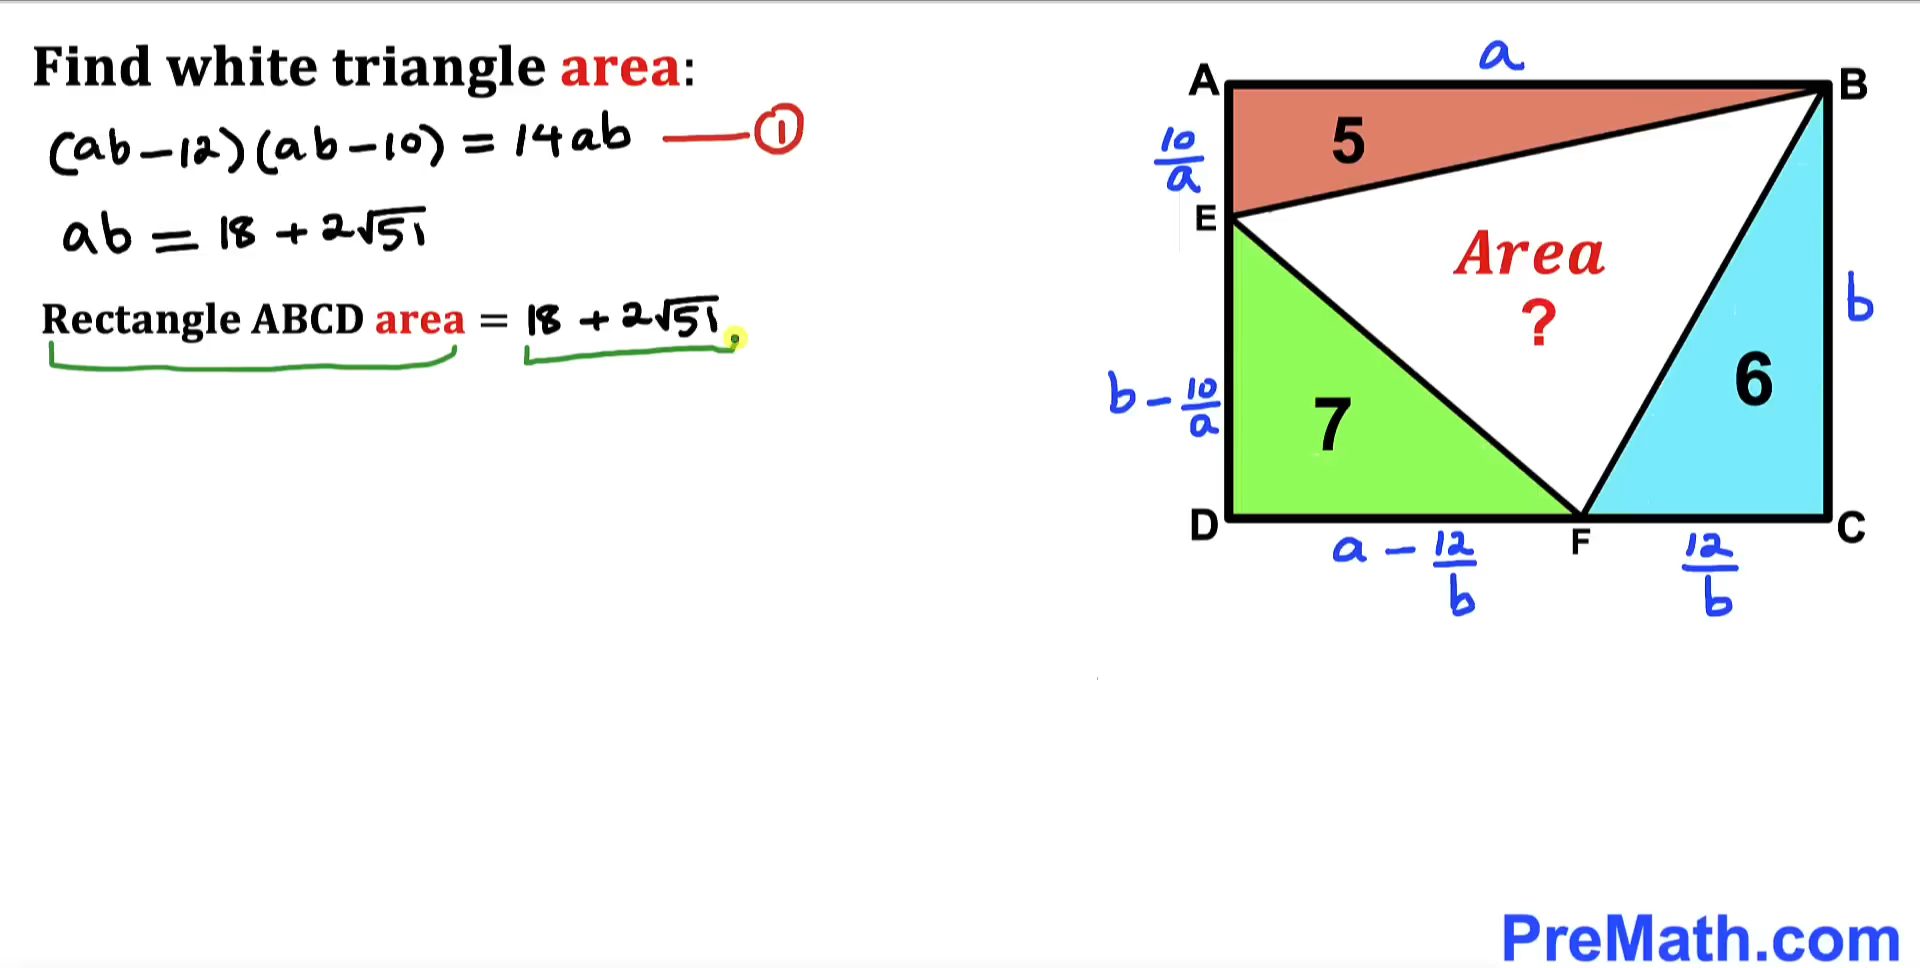 Find white triangle area:
(ab-12)(ab-10) = 14ab —— ①
ab = 18 + 2√51
Rectangle ABCD area = 18 + 2√51
a
A
B
10/a
5
E
Area
?
b
b - 10/a
7
6
D
F
C
a - 12/b
12/b
PreMath.com